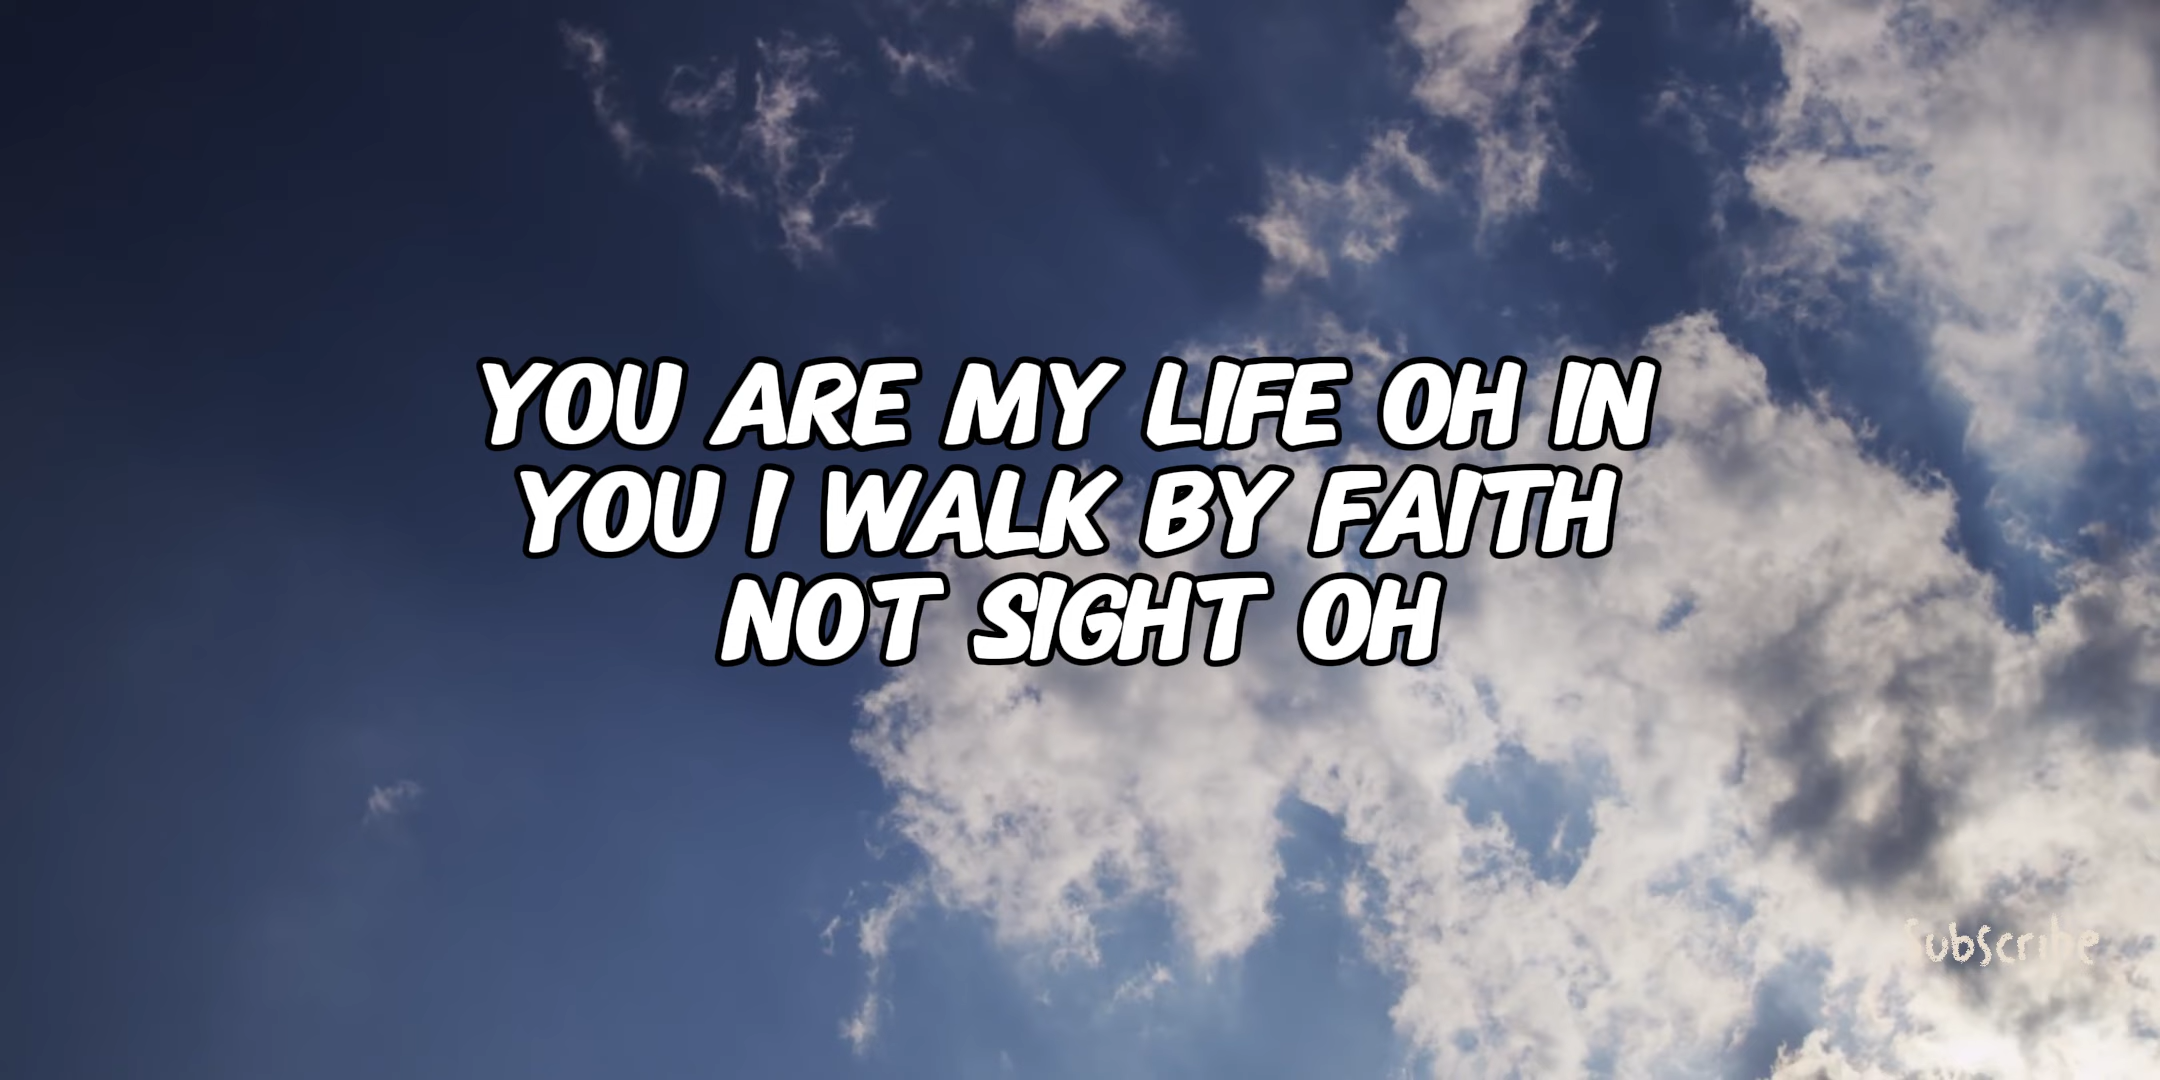 YOU ARE MY LIFE OH IN
YOU I WALK BY FAITH
NOT SIGHT OH
Subscribe